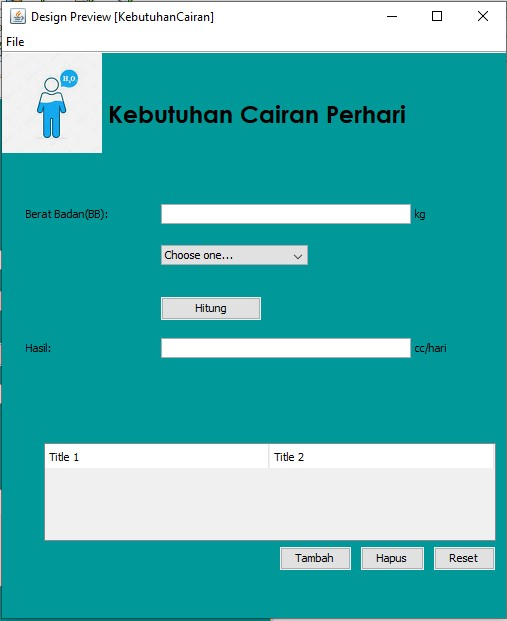 Design Preview [KebutuhanCairan]
File
H₂O
Kebutuhan Cairan Perhari
Berat Badan(BB): kg
Choose one...
Hitung
Hasil: cc/hari
Title 1 Title 2
Tambah Hapus Reset